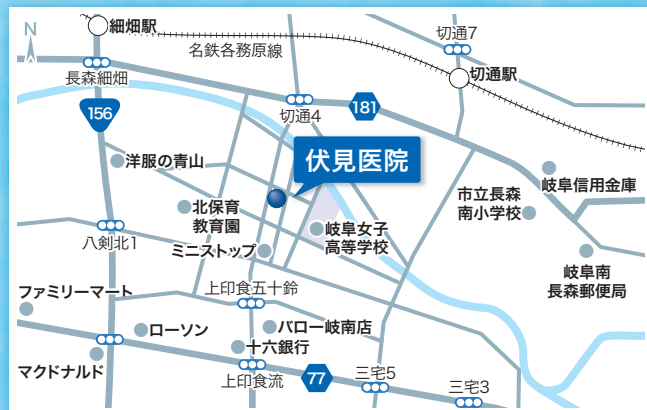 N
細畑駅
名鉄各務原線
切通7
長森細畑
切通駅
切通4
181
156
伏見医院
洋服の青山
岐阜信用金庫
市立長森
南小学校
北保育
教育園
岐阜女子
高等学校
八剣北1
ミニストップ
岐阜南
長森郵便局
ファミリーマート
上印食五十鈴
ローソン
バロー岐南店
十六銀行
マクドナルド
上印食流
77
三宅5
三宅3